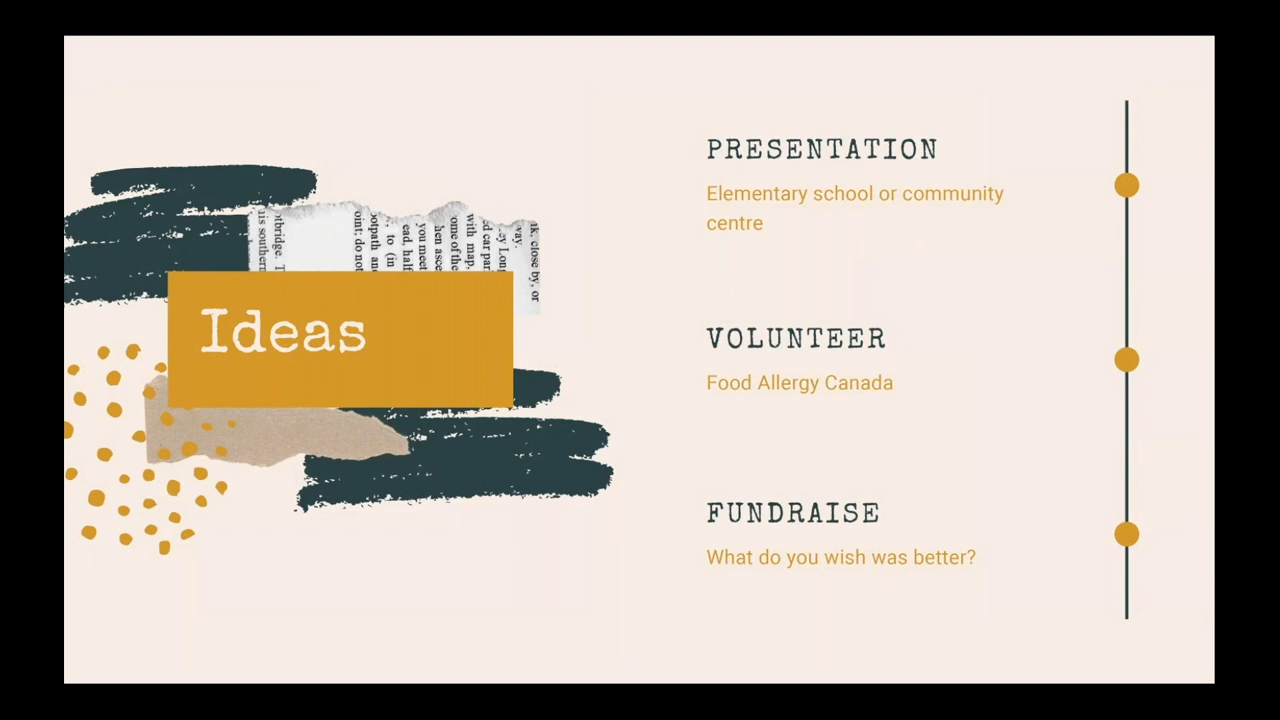 Ideas
PRESENTATION
Elementary school or community
centre
VOLUNTEER
Food Allergy Canada
FUNDRAISE
What do you wish was better?